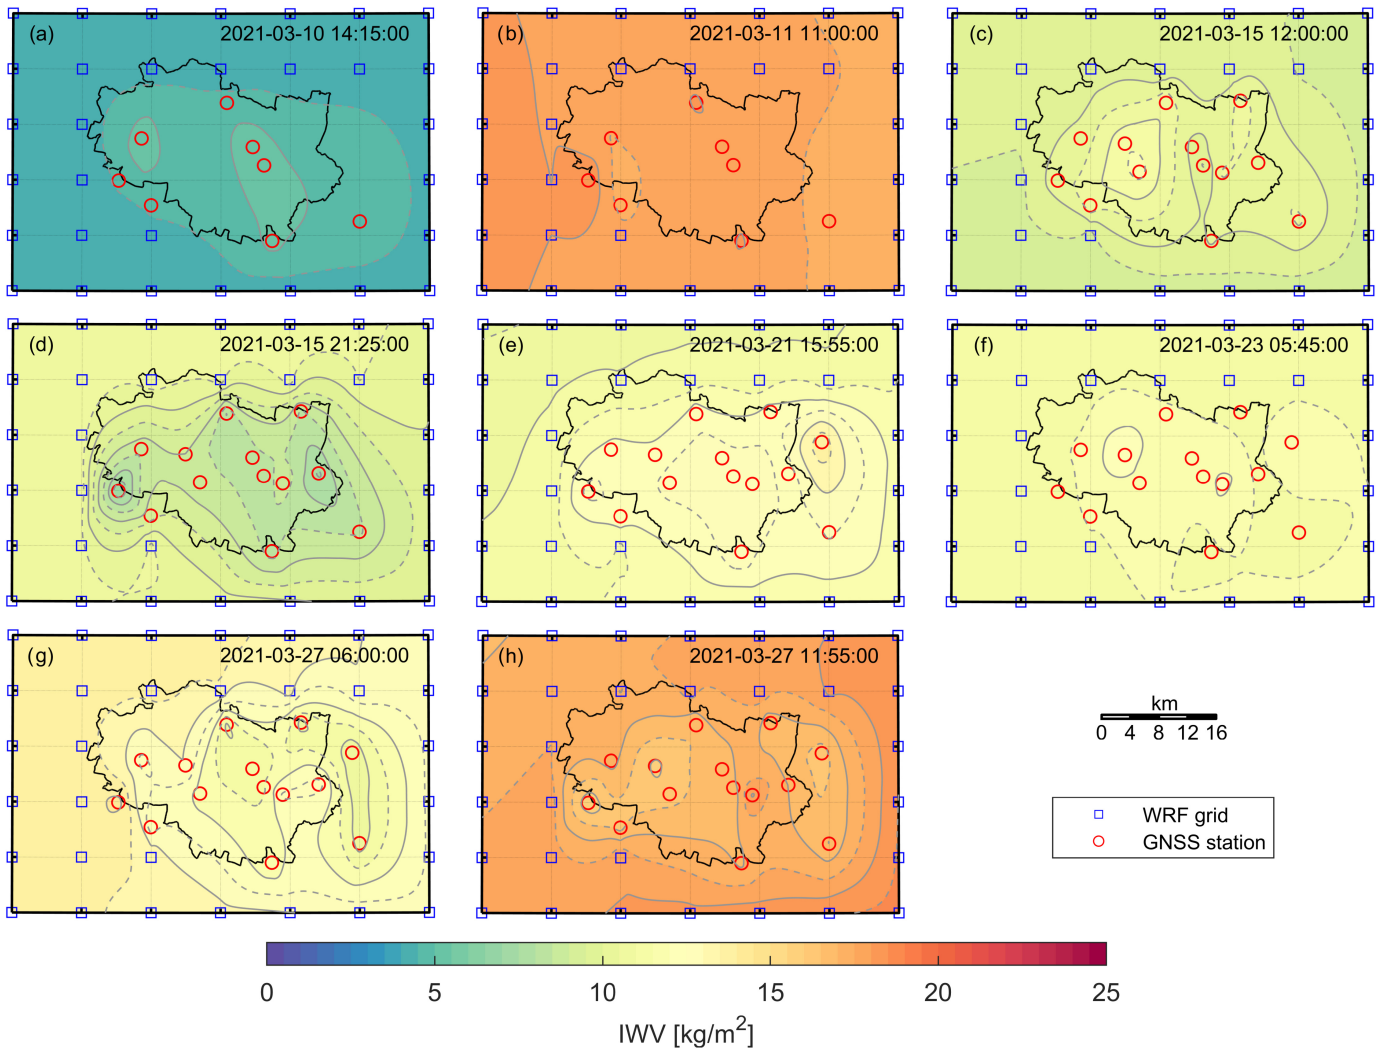 (a) 2021-03-10 14:15:00
(b) 2021-03-11 11:00:00
(c) 2021-03-15 12:00:00
(d) 2021-03-15 21:25:00
(e) 2021-03-21 15:55:00
(f) 2021-03-23 05:45:00
(g) 2021-03-27 06:00:00
(h) 2021-03-27 11:55:00
km
0 4 8 12 16
WRF grid
GNSS station
0 5 10 15 20 25
IWV [kg/m²]